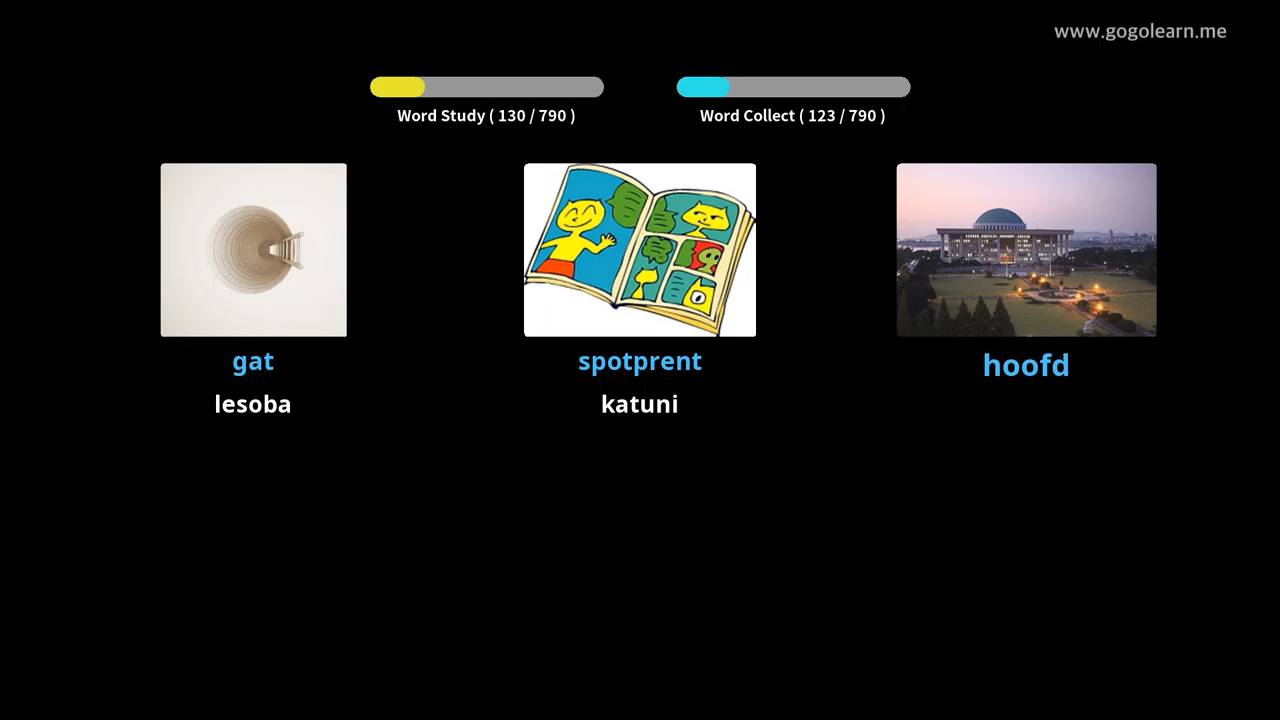 www.gogolearn.me
Word Study ( 130 / 790 )
Word Collect ( 123 / 790 )
gat
spotprent
hoofd
lesoba
katuni